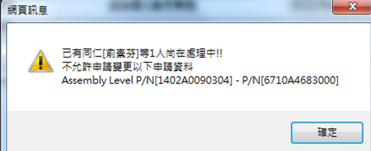 網頁訊息
已有同仁[俞素芬]等1人尚在處理中!!
不允許申請變更以下申請資料
Assembly Level P/N[1402A0090304] - P/N[6710A4683000]
確定